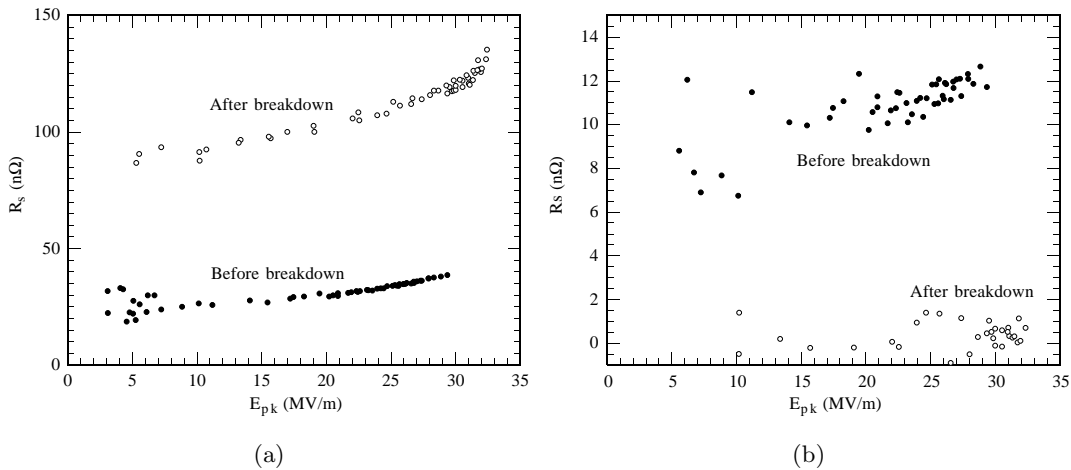 150
100
50
0
R_s (nΩ)
After breakdown
Before breakdown
0 5 10 15 20 25 30 35
E_pk (MV/m)
(a)
14
12
10
8
6
4
2
0
Rs (nΩ)
Before breakdown
After breakdown
0 5 10 15 20 25 30 35
E_pk (MV/m)
(b)